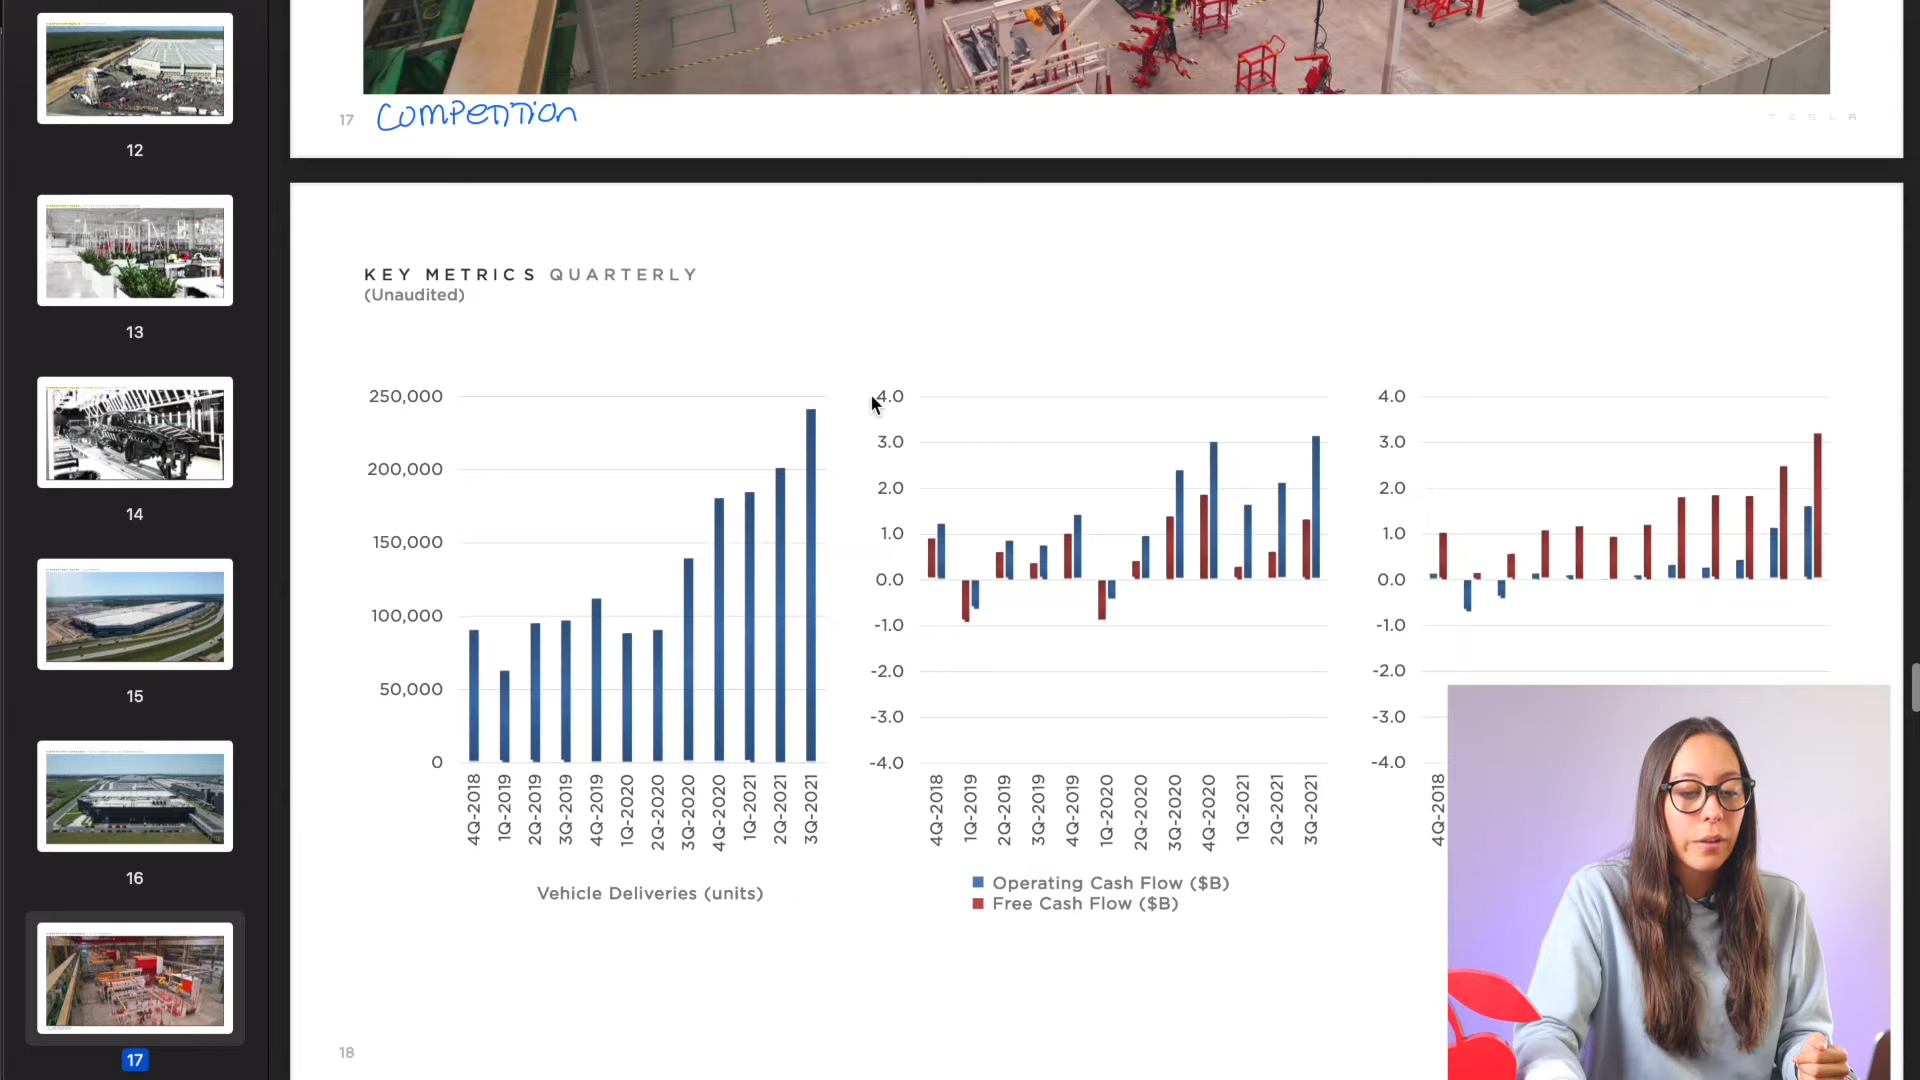 12
13
14
15
16
17
17 COMPETITION
TESLA
KEY METRICS QUARTERLY
(Unaudited)
250,000
200,000
150,000
100,000
50,000
0
4Q-2018
1Q-2019
2Q-2019
3Q-2019
4Q-2019
1Q-2020
2Q-2020
3Q-2020
4Q-2020
1Q-2021
2Q-2021
3Q-2021
Vehicle Deliveries (units)
4.0
3.0
2.0
1.0
0.0
-1.0
-2.0
-3.0
-4.0
4Q-2018
1Q-2019
2Q-2019
3Q-2019
4Q-2019
1Q-2020
2Q-2020
3Q-2020
4Q-2020
1Q-2021
2Q-2021
3Q-2021
Operating Cash Flow ($B)
Free Cash Flow ($B)
4.0
3.0
2.0
1.0
0.0
-1.0
-2.0
-3.0
-4.0
4Q-2018
18